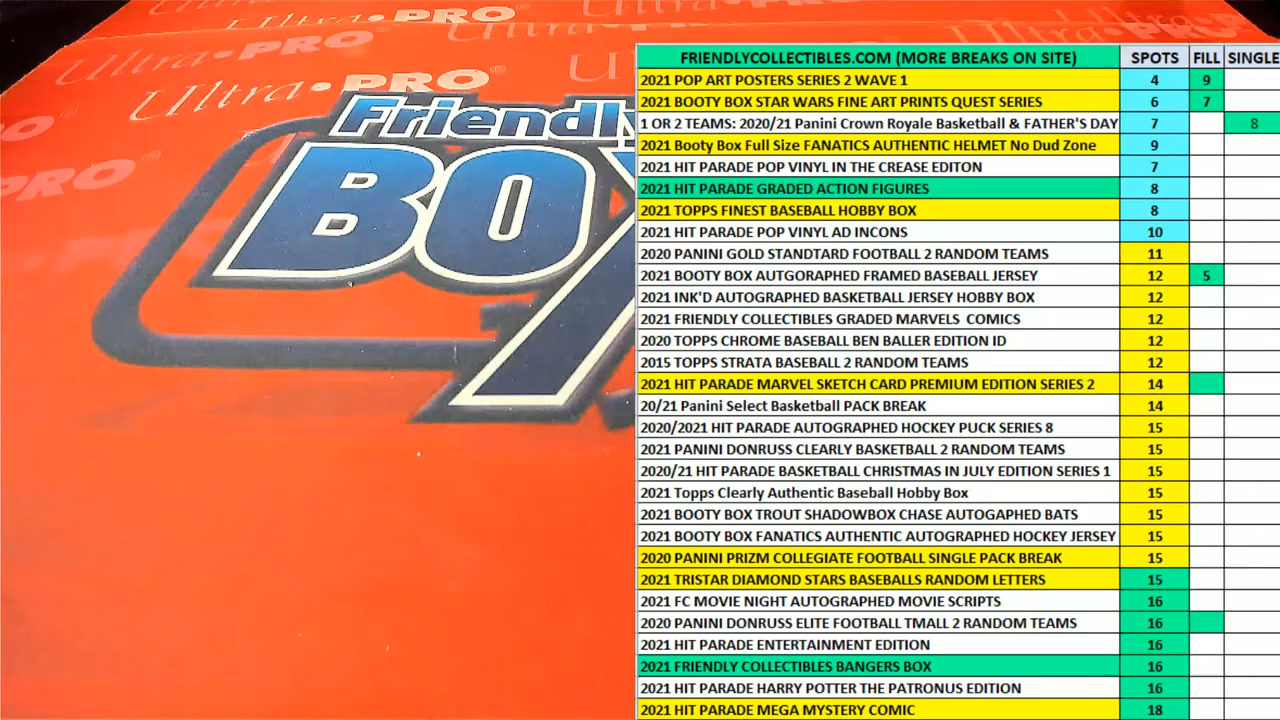 Ultra•PRO
Ultra•PRO®
Ultra•PRO
Ultra•PRO®
PRO®
Friendl
BO
FRIENDLYCOLLECTIBLES.COM (MORE BREAKS ON SITE) SPOTS FILL SINGLE
2021 POP ART POSTERS SERIES 2 WAVE 1 4 9
2021 BOOTY BOX STAR WARS FINE ART PRINTS QUEST SERIES 6 7
1 OR 2 TEAMS: 2020/21 Panini Crown Royale Basketball & FATHER'S DAY 7 8
2021 Booty Box Full Size FANATICS AUTHENTIC HELMET No Dud Zone 9
2021 HIT PARADE POP VINYL IN THE CREASE EDITON 7
2021 HIT PARADE GRADED ACTION FIGURES 8
2021 TOPPS FINEST BASEBALL HOBBY BOX 8
2021 HIT PARADE POP VINYL AD INCONS 10
2020 PANINI GOLD STANDTARD FOOTBALL 2 RANDOM TEAMS 11
2021 BOOTY BOX AUTGORAPHED FRAMED BASEBALL JERSEY 12 5
2021 INK'D AUTOGRAPHED BASKETBALL JERSEY HOBBY BOX 12
2021 FRIENDLY COLLECTIBLES GRADED MARVELS COMICS 12
2020 TOPPS CHROME BASEBALL BEN BALLER EDITION ID 12
2015 TOPPS STRATA BASEBALL 2 RANDOM TEAMS 12
2021 HIT PARADE MARVEL SKETCH CARD PREMIUM EDITION SERIES 2 14
20/21 Panini Select Basketball PACK BREAK 14
2020/2021 HIT PARADE AUTOGRAPHED HOCKEY PUCK SERIES 8 15
2021 PANINI DONRUSS CLEARLY BASKETBALL 2 RANDOM TEAMS 15
2020/21 HIT PARADE BASKETBALL CHRISTMAS IN JULY EDITION SERIES 1 15
2021 Topps Clearly Authentic Baseball Hobby Box 15
2021 BOOTY BOX TROUT SHADOWBOX CHASE AUTOGAPHED BATS 15
2021 BOOTY BOX FANATICS AUTHENTIC AUTOGRAPHED HOCKEY JERSEY 15
2020 PANINI PRIZM COLLEGIATE FOOTBALL SINGLE PACK BREAK 15
2021 TRISTAR DIAMOND STARS BASEBALLS RANDOM LETTERS 15
2021 FC MOVIE NIGHT AUTOGRAPHED MOVIE SCRIPTS 16
2020 PANINI DONRUSS ELITE FOOTBALL TMALL 2 RANDOM TEAMS 16
2021 HIT PARADE ENTERTAINMENT EDITION 16
2021 FRIENDLY COLLECTIBLES BANGERS BOX 16
2021 HIT PARADE HARRY POTTER THE PATRONUS EDITION 16
2021 HIT PARADE MEGA MYSTERY COMIC 18